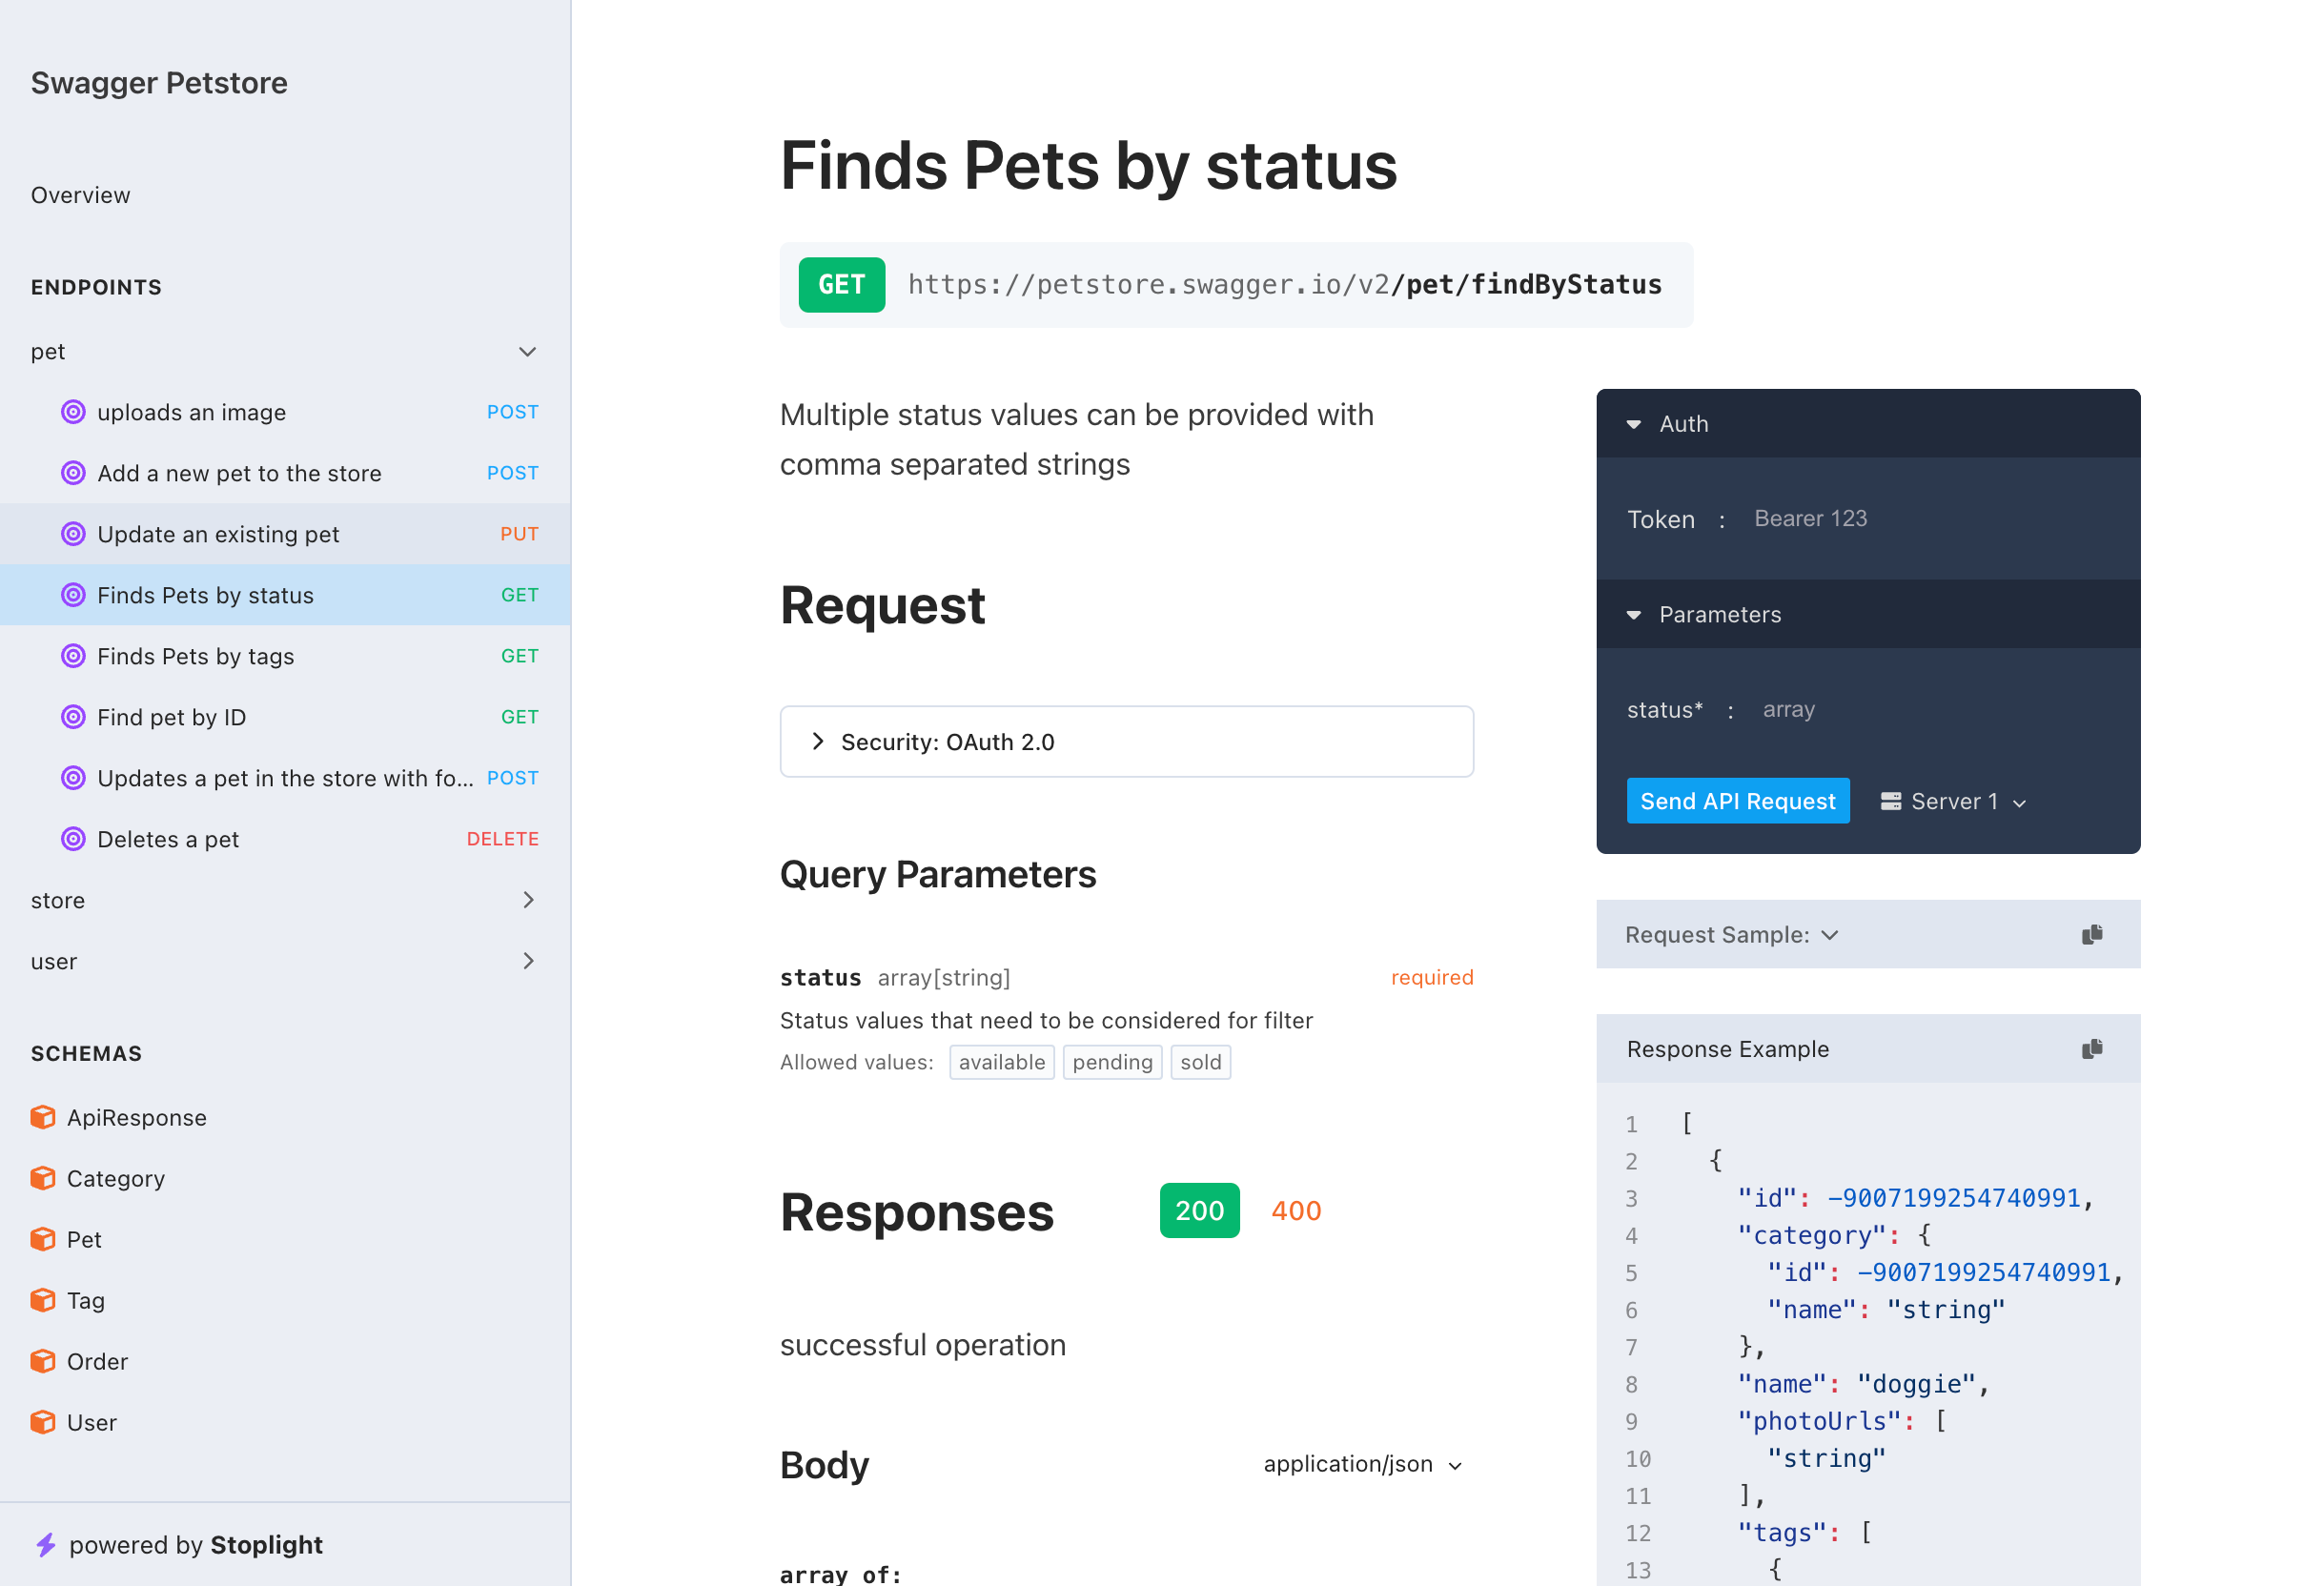 Swagger Petstore
Overview
ENDPOINTS
pet
uploads an image POST
Add a new pet to the store POST
Update an existing pet PUT
Finds Pets by status GET
Finds Pets by tags GET
Find pet by ID GET
Updates a pet in the store with fo... POST
Deletes a pet DELETE
store
user
SCHEMAS
ApiResponse
Category
Pet
Tag
Order
User
powered by Stoplight
Finds Pets by status
GET https://petstore.swagger.io/v2/pet/findByStatus
Multiple status values can be provided with
comma separated strings
Request
Security: OAuth 2.0
Query Parameters
status array[string] required
Status values that need to be considered for filter
Allowed values: available pending sold
Responses 200 400
successful operation
Body application/json
array of:
Auth
Token : Bearer 123
Parameters
status* : array
Send API Request Server 1
Request Sample:
Response Example
1 [
2 {
3 "id": -9007199254740991,
4 "category": {
5 "id": -9007199254740991,
6 "name": "string"
7 },
8 "name": "doggie",
9 "photoUrls": [
10 "string"
11 ],
12 "tags": [
13 {